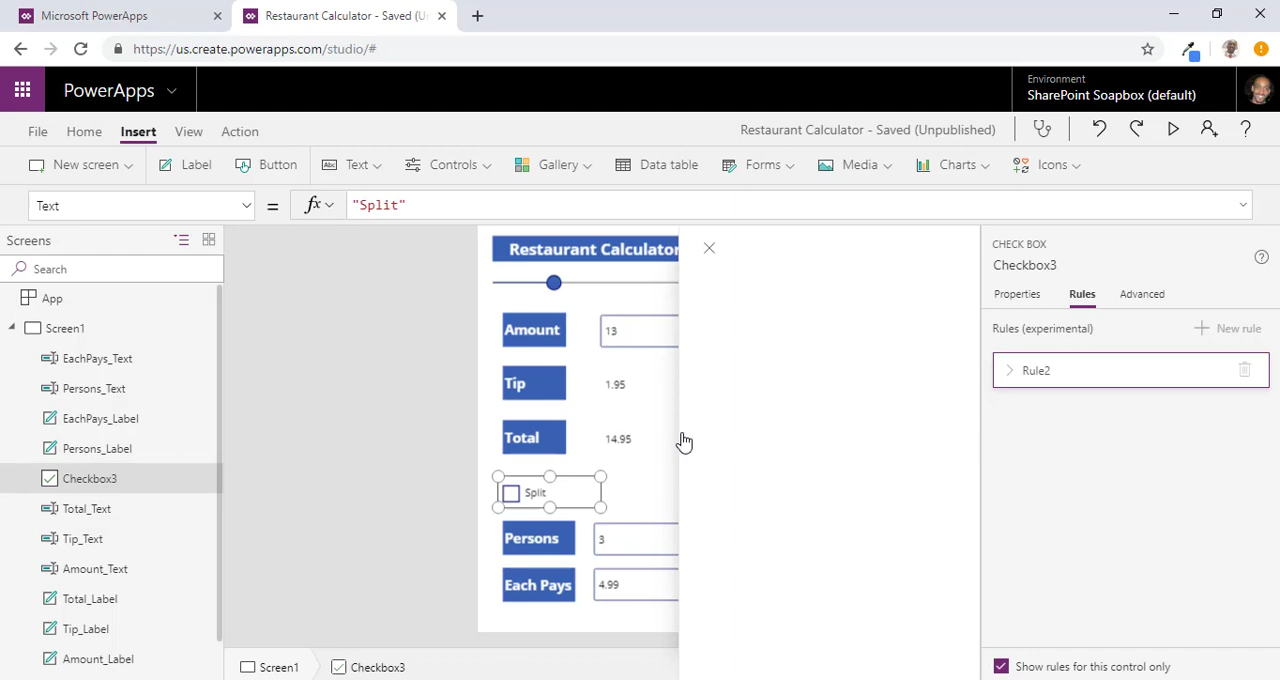 Microsoft PowerApps
Restaurant Calculator - Saved (U
https://us.create.powerapps.com/studio/#
PowerApps
Environment
SharePoint Soapbox (default)
File Home Insert View Action
Restaurant Calculator - Saved (Unpublished)
New screen Label Button Text Controls Gallery Data table Forms Media Charts Icons
Text = fx "Split"
Screens
Search
App
Screen1
EachPays_Text
Persons_Text
EachPays_Label
Persons_Label
Checkbox3
Total_Text
Tip_Text
Amount_Text
Total_Label
Tip_Label
Amount_Label
Restaurant Calculator
Amount 13
Tip 1.95
Total 14.95
Split
Persons 3
Each Pays 4.99
Screen1 Checkbox3
CHECK BOX
Checkbox3
Properties Rules Advanced
Rules (experimental) New rule
Rule2
Show rules for this control only